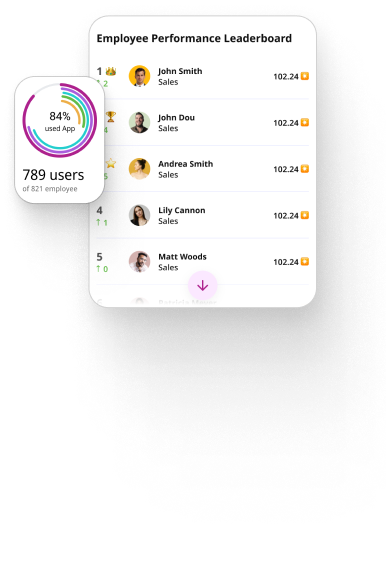 Employee Performance Leaderboard
1
↑ 2
John Smith
Sales
102.24
4
John Dou
Sales
102.24
5
Andrea Smith
Sales
102.24
4
↑ 1
Lily Cannon
Sales
102.24
5
↑ 0
Matt Woods
Sales
102.24
84%
used App
789 users
of 821 employee